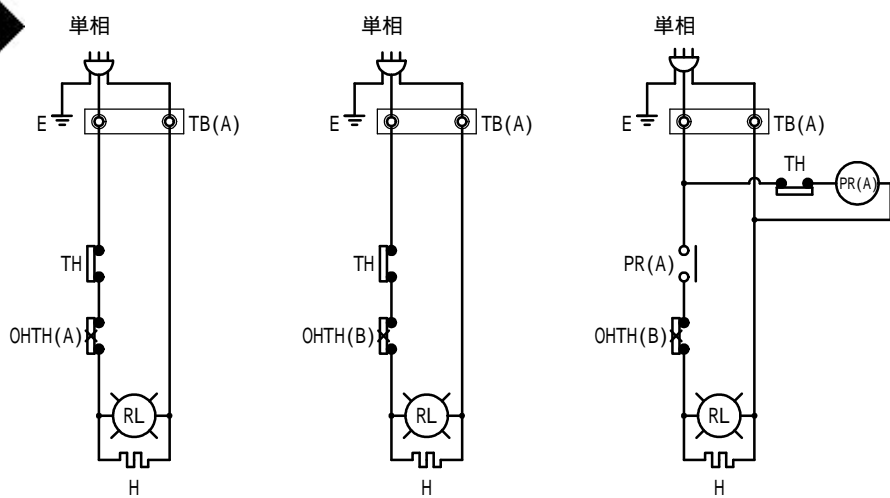 単相
E
TB(A)
TH
OHTH(A)
RL
H
単相
E
TB(A)
TH
OHTH(B)
RL
H
単相
E
TB(A)
TH
PR(A)
PR(A)
OHTH(B)
RL
H